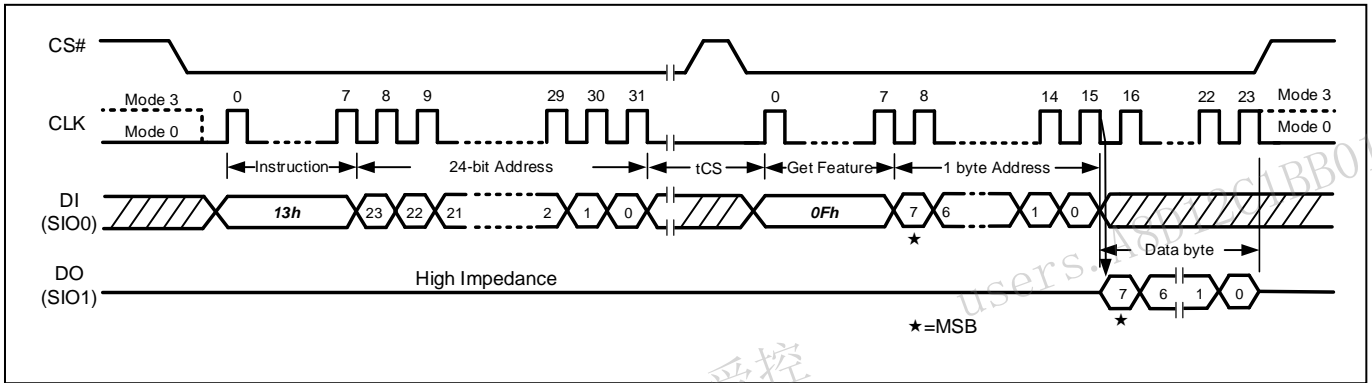 CS#
Mode 3 0 7 8 9 29 30 31 0 7 8 14 15 16 22 23 Mode 3
CLK
Mode 0 Mode 0
Instruction 24-bit Address tCS Get Feature 1 byte Address
DI
(SIO0)
13h 23 22 21 2 1 0 0Fh 7 6 1 0
★ Data byte
DO
(SIO1)
High Impedance 7 6 1 0
★=MSB ★
受控